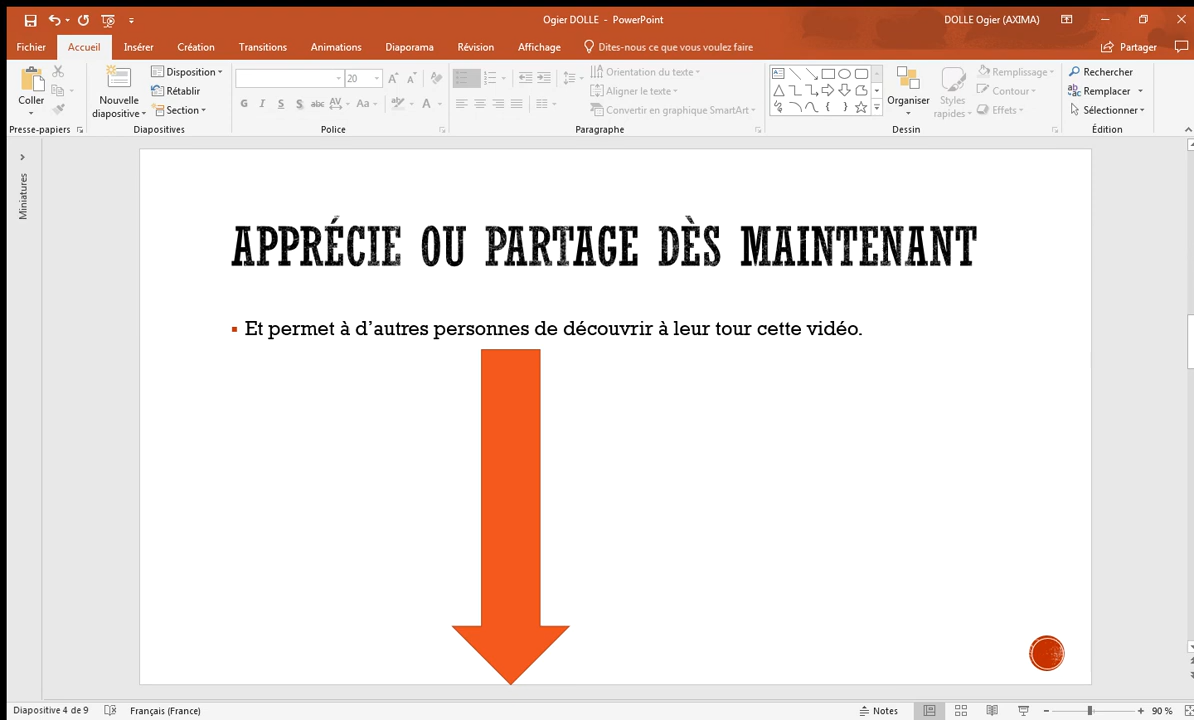 Ogier DOLLE - PowerPoint
DOLLE Ogier (AXIMA)
Fichier Accueil Insérer Création Transitions Animations Diaporama Révision Affichage Dites-nous ce que vous voulez faire Partager
Coller
Presse-papiers
Nouvelle diapositive
Disposition
Rétablir
Section
Diapositives
20
G I S S abc AV Aa A
Police
Orientation du texte
Aligner le texte
Convertir en graphique SmartArt
Paragraphe
Organiser
Styles rapides
Remplissage
Contour
Effets
Dessin
Rechercher
Remplacer
Sélectionner
Édition
Miniatures
APPRÉCIE OU PARTAGE DÈS MAINTENANT
Et permet à d’autres personnes de découvrir à leur tour cette vidéo.
Diapositive 4 de 9 Français (France) Notes 90 %